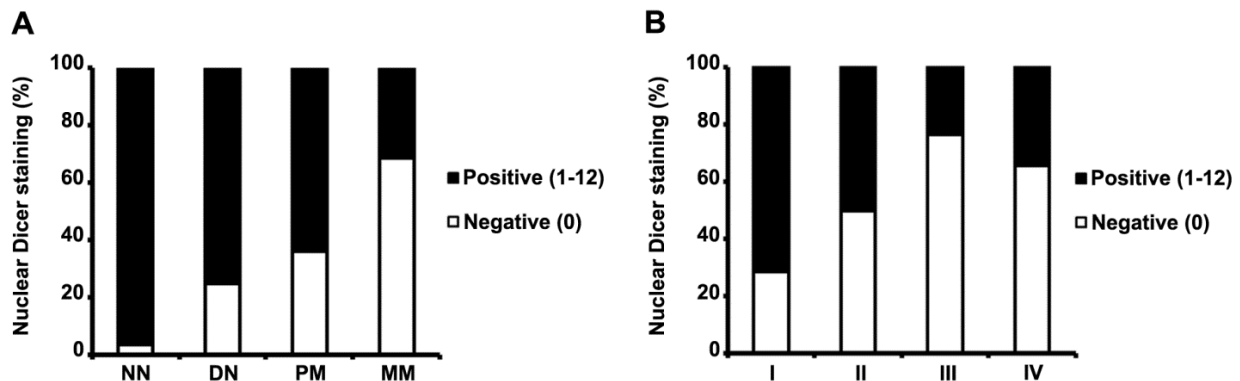 A
Nuclear Dicer staining (%)
100
80
60
40
20
0
NN DN PM MM
Positive (1-12)
Negative (0)
B
Nuclear Dicer staining (%)
100
80
60
40
20
0
I II III IV
Positive (1-12)
Negative (0)